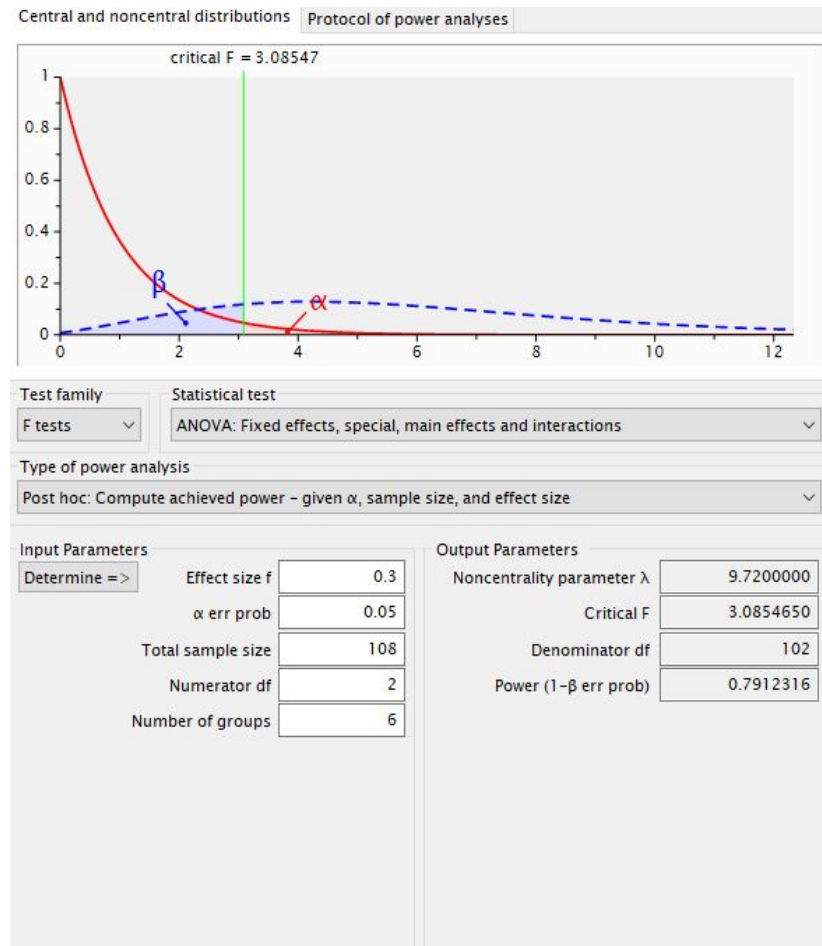 Central and noncentral distributions Protocol of power analyses
critical F = 3.08547
1
0.8
0.6
0.4
0.2
0
β
α
0 2 4 6 8 10 12
Test family Statistical test
F tests ANOVA: Fixed effects, special, main effects and interactions
Type of power analysis
Post hoc: Compute achieved power - given α, sample size, and effect size
Input Parameters Output Parameters
Determine => Effect size f 0.3 Noncentrality parameter λ 9.7200000
α err prob 0.05 Critical F 3.0854650
Total sample size 108 Denominator df 102
Numerator df 2 Power (1-β err prob) 0.7912316
Number of groups 6